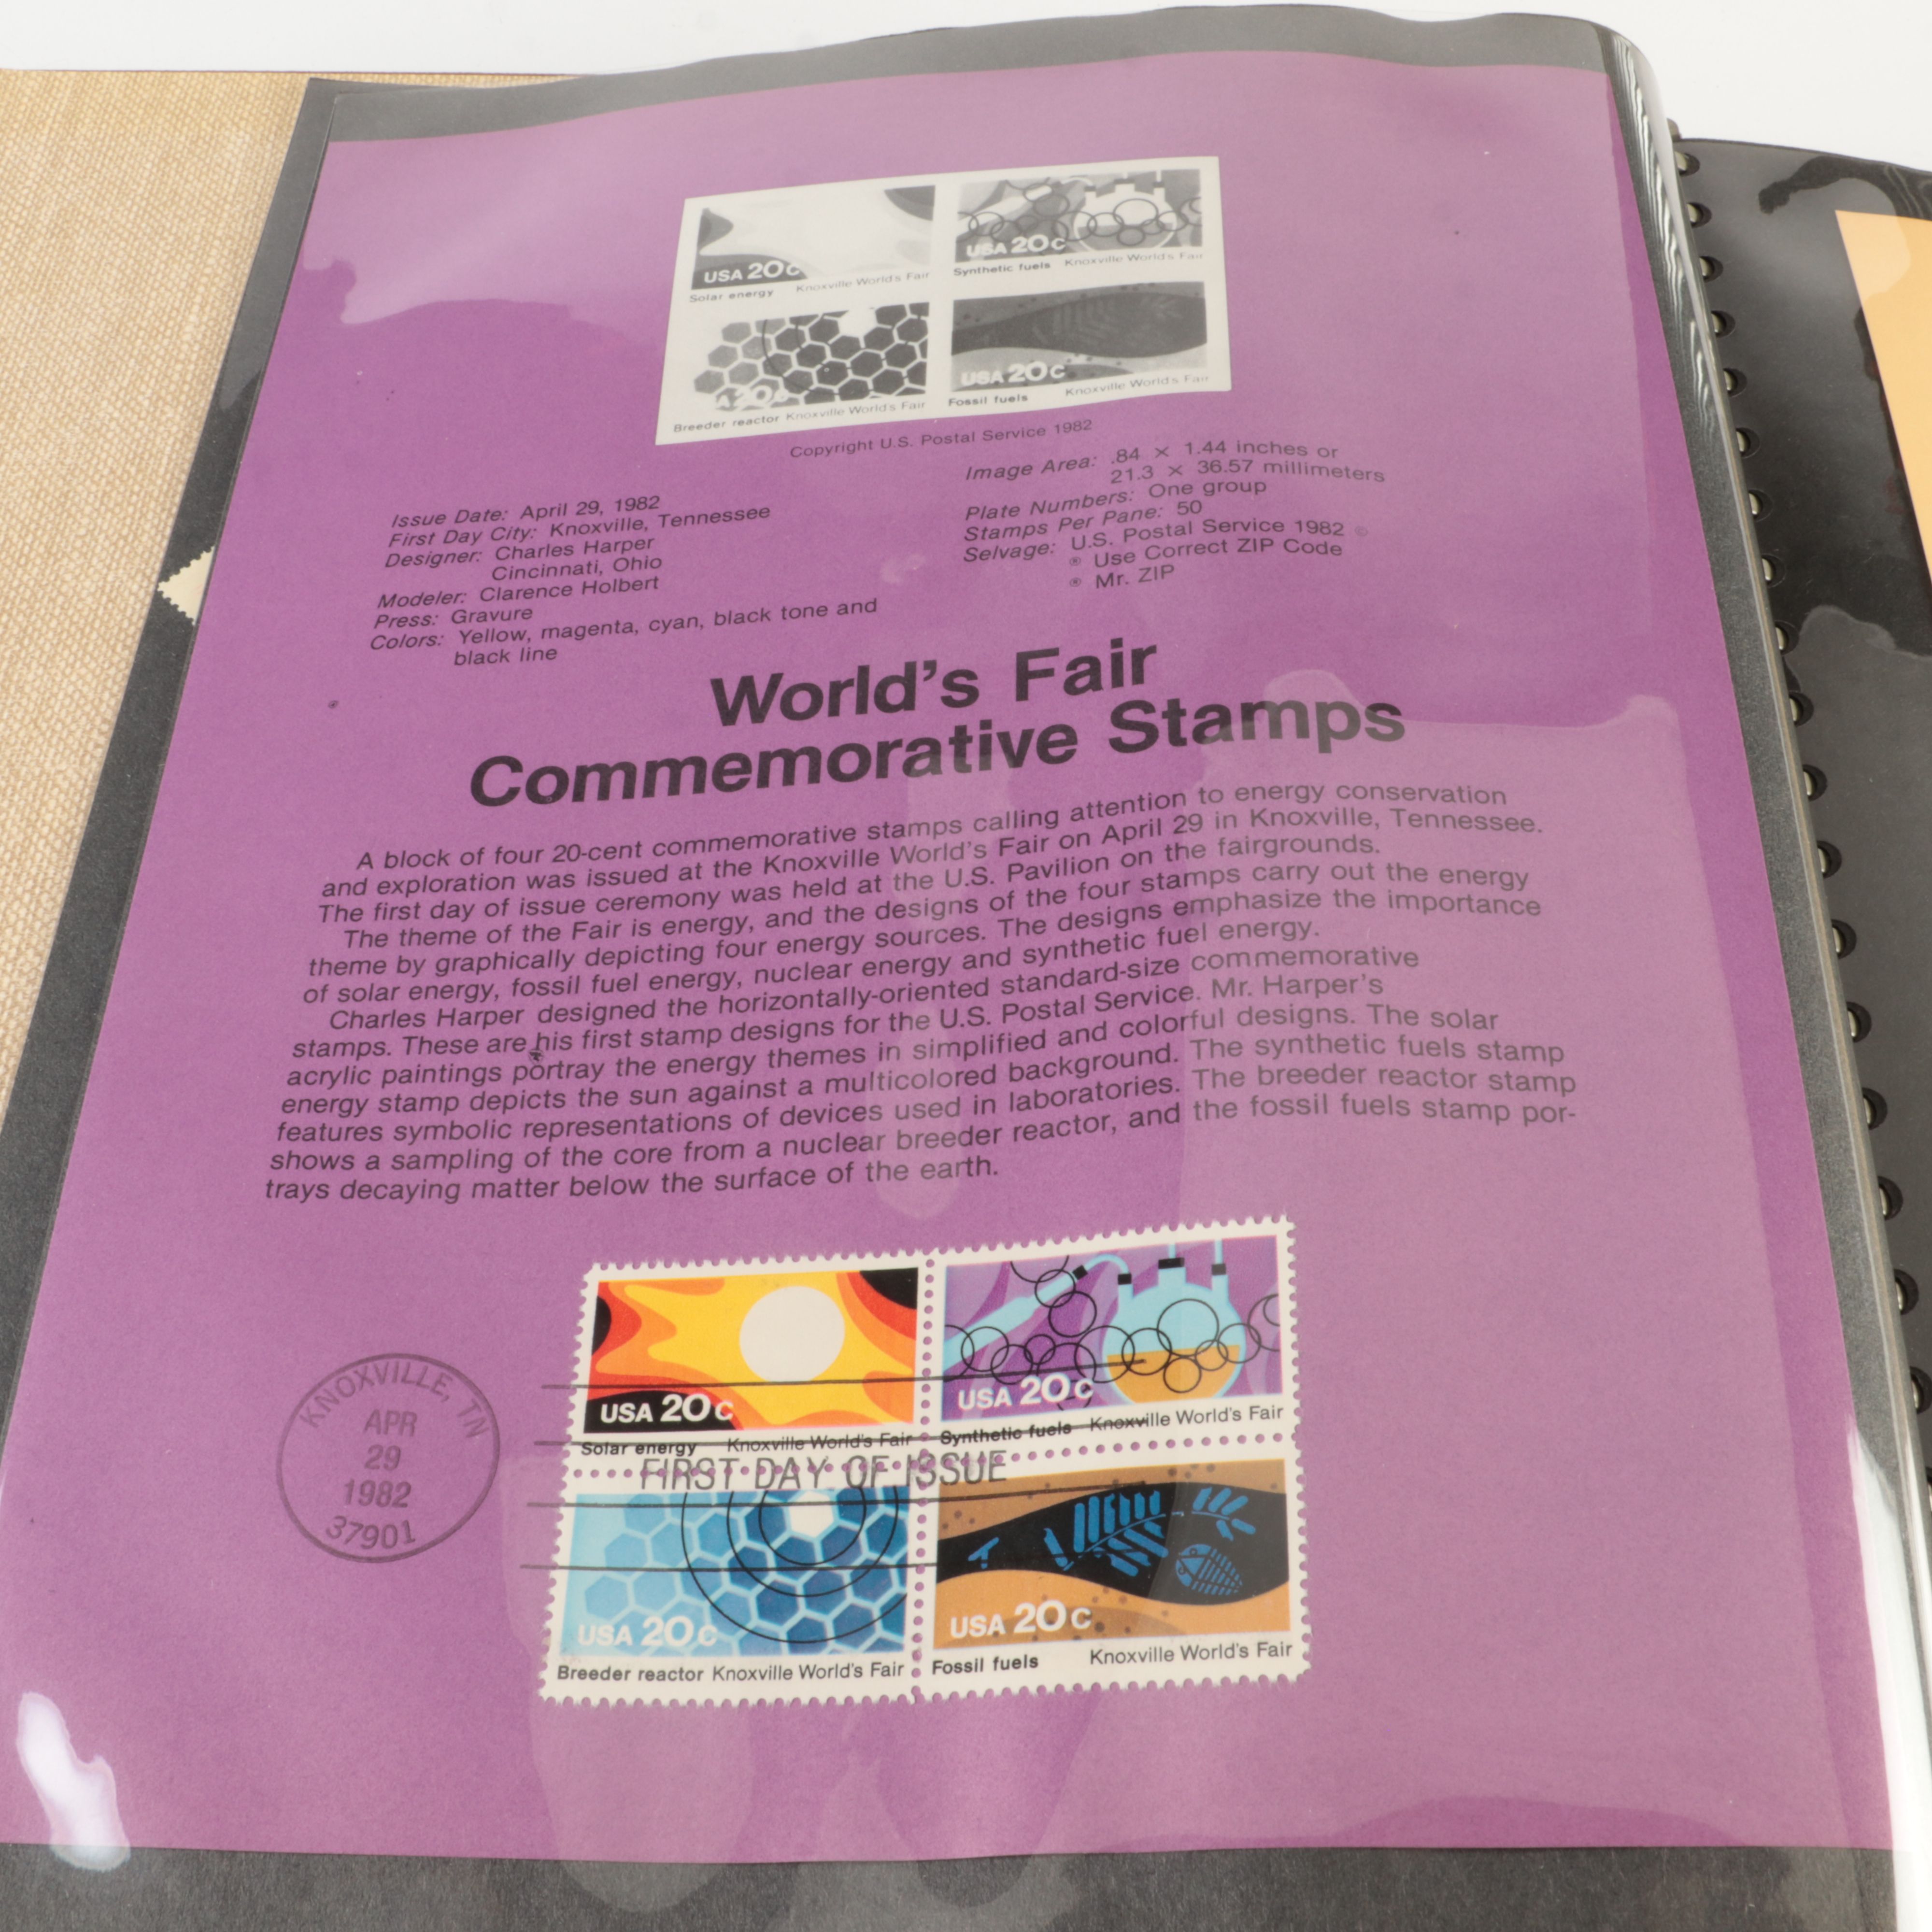 USA 20c
Solar energy Knoxville World's Fair
USA 20c
Synthetic fuels Knoxville World's Fair
A 20c
Breeder reactor Knoxville World's Fair
USA 20c
Fossil fuels Knoxville World's Fair
Copyright U.S. Postal Service 1982
Issue Date: April 29, 1982
First Day City: Knoxville, Tennessee
Designer: Charles Harper
Cincinnati, Ohio
Modeler: Clarence Holbert
Press: Gravure
Colors: Yellow, magenta, cyan, black tone and
black line
Image Area: .84 × 1.44 inches or
21.3 × 36.57 millimeters
Plate Numbers: One group
Stamps Per Pane: 50
Selvage: U.S. Postal Service 1982 ©
® Use Correct ZIP Code
® Mr. ZIP
World's Fair
Commemorative Stamps
A block of four 20-cent commemorative stamps calling attention to energy conservation
and exploration was issued at the Knoxville World's Fair on April 29 in Knoxville, Tennessee.
The first day of issue ceremony was held at the U.S. Pavilion on the fairgrounds.
The theme of the Fair is energy, and the designs of the four stamps carry out the energy
theme by graphically depicting four energy sources. The designs emphasize the importance
of solar energy, fossil fuel energy, nuclear energy and synthetic fuel energy.
Charles Harper designed the horizontally-oriented standard-size commemorative
stamps. These are his first stamp designs for the U.S. Postal Service. Mr. Harper's
acrylic paintings portray the energy themes in simplified and colorful designs. The solar
energy stamp depicts the sun against a multicolored background. The synthetic fuels stamp
features symbolic representations of devices used in laboratories. The breeder reactor stamp
shows a sampling of the core from a nuclear breeder reactor, and the fossil fuels stamp por-
trays decaying matter below the surface of the earth.
KNOXVILLE, TN
APR
29
1982
37901
USA 20c
Solar energy Knoxville World's Fair
USA 20c
Synthetic fuels Knoxville World's Fair
FIRST DAY OF ISSUE
USA 20c
Breeder reactor Knoxville World's Fair
USA 20c
Fossil fuels Knoxville World's Fair